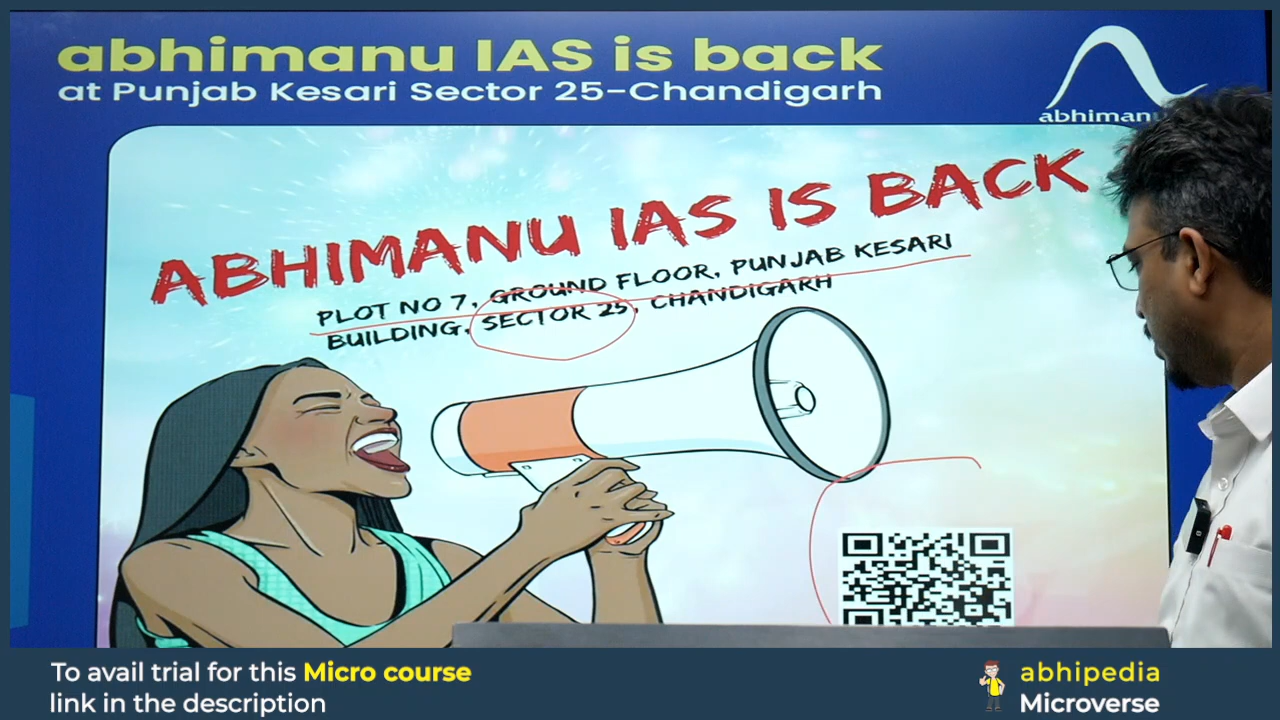 abhimanu IAS is back
at Punjab Kesari Sector 25-Chandigarh
abhimanu
ABHIMANU IAS IS BACK
PLOT NO 7, GROUND FLOOR, PUNJAB KESARI
BUILDING, SECTOR 25, CHANDIGARH
To avail trial for this Micro course
link in the description
abhipedia
Microverse